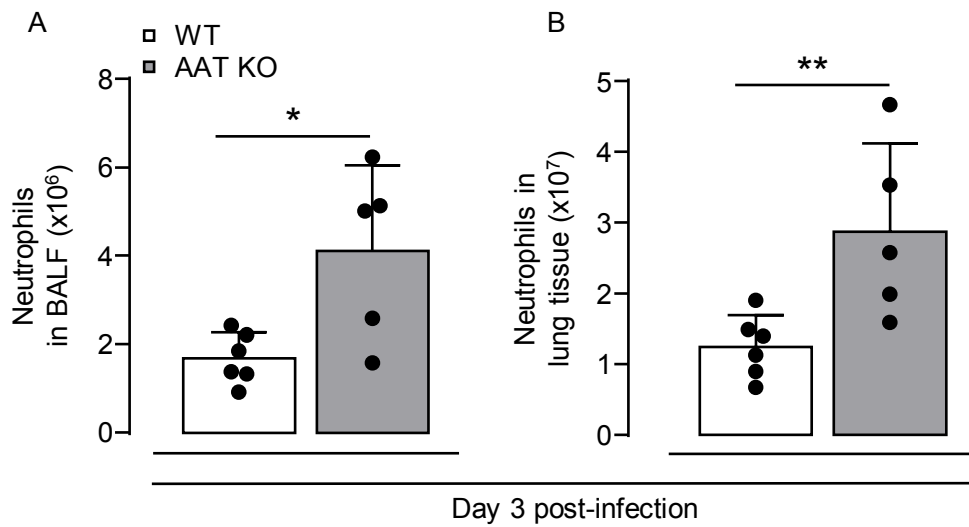 A
WT
AAT KO
Neutrophils
in BALF (x10⁶)
8
6
4
2
0
*
B
Neutrophils in
lung tissue (x10⁷)
5
4
3
2
1
0
**
Day 3 post-infection